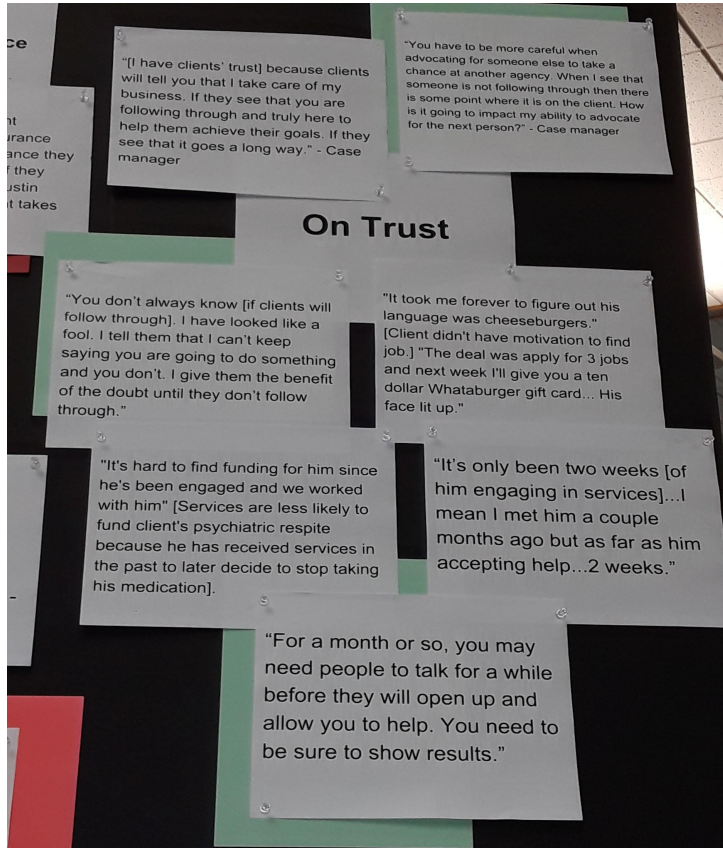 ce
nt
urance
ance they
f they
ustin
t takes
"[I have clients' trust] because clients
will tell you that I take care of my
business. If they see that you are
following through and truly here to
help them achieve their goals. If they
see that it goes a long way." - Case
manager
"You have to be more careful when
advocating for someone else to take a
chance at another agency. When I see that
someone is not following through then there
is some point where it is on the client. How
is it going to impact my ability to advocate
for the next person?" - Case manager
On Trust
"You don't always know [if clients will
follow through]. I have looked like a
fool. I tell them that I can't keep
saying you are going to do something
and you don't. I give them the benefit
of the doubt until they don't follow
through."
"It took me forever to figure out his
language was cheeseburgers."
[Client didn't have motivation to find
job.] "The deal was apply for 3 jobs
and next week I'll give you a ten
dollar Whataburger gift card... His
face lit up."
"It's hard to find funding for him since
he's been engaged and we worked
with him" [Services are less likely to
fund client's psychiatric respite
because he has received services in
the past to later decide to stop taking
his medication].
"It's only been two weeks [of
him engaging in services]...I
mean I met him a couple
months ago but as far as him
accepting help...2 weeks."
"For a month or so, you may
need people to talk for a while
before they will open up and
allow you to help. You need to
be sure to show results."